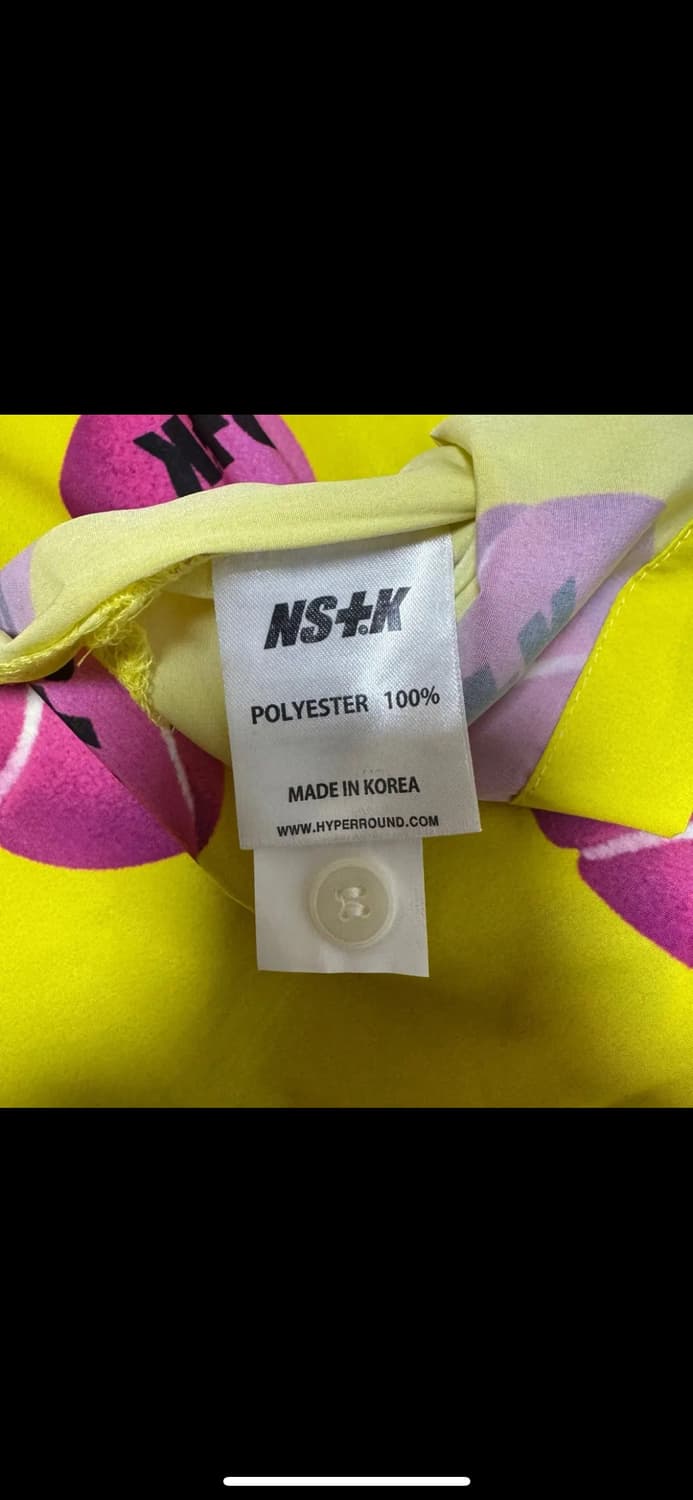 NS+.K
POLYESTER 100%
MADE IN KOREA
WWW.HYPERROUND.COM